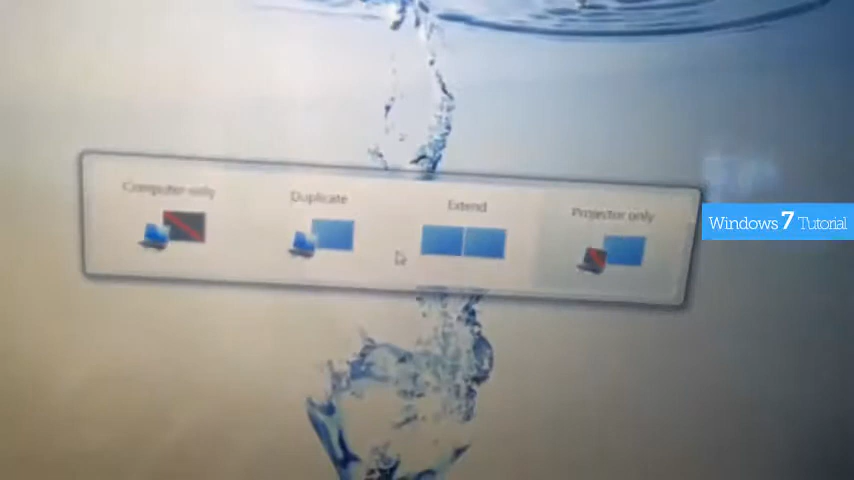 Computer only
Duplicate
Extend
Projector only
Windows 7 Tutorial